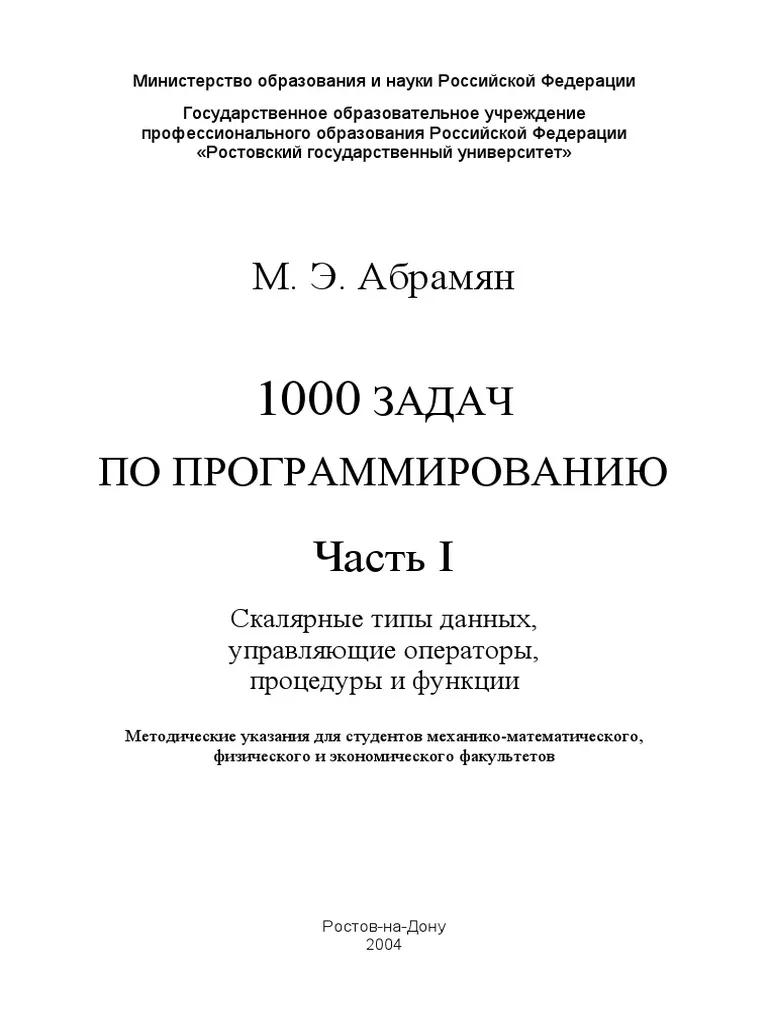 Министерство образования и науки Российской Федерации
Государственное образовательное учреждение
профессионального образования Российской Федерации
«Ростовский государственный университет»
М. Э. Абрамян
1000 ЗАДАЧ
ПО ПРОГРАММИРОВАНИЮ
Часть I
Скалярные типы данных,
управляющие операторы,
процедуры и функции
Методические указания для студентов механико-математического,
физического и экономического факультетов
Ростов-на-Дону
2004